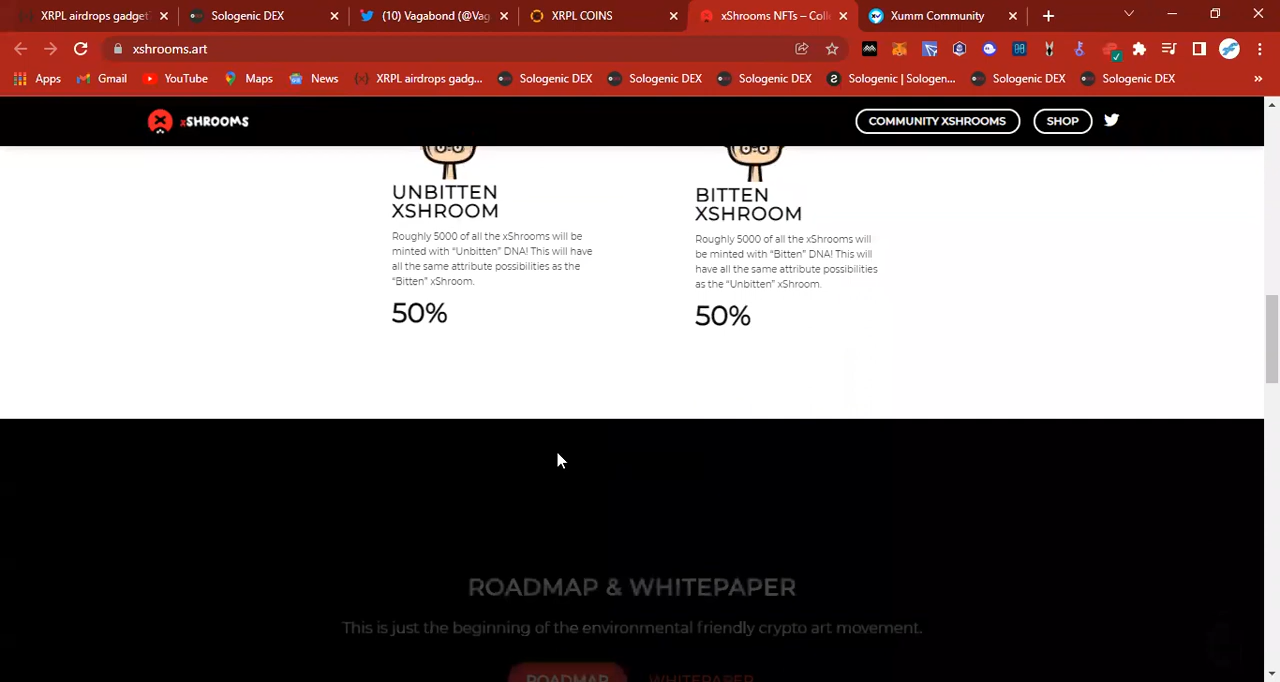 XRPL airdrops gadget
Sologenic DEX
(10) Vagabond (@Vag
XRPL COINS
xShrooms NFTs – Coll
Xumm Community
xshrooms.art
Apps
Gmail
YouTube
Maps
News
XRPL airdrops gadg...
Sologenic DEX
Sologenic DEX
Sologenic DEX
Sologenic | Sologen...
Sologenic DEX
Sologenic DEX
xSHROOMS
COMMUNITY XSHROOMS
SHOP
UNBITTEN
XSHROOM
Roughly 5000 of all the xShrooms will be
minted with “Unbitten” DNA! This will have
all the same attribute possibilities as the
“Bitten” xShroom.
50%
BITTEN
XSHROOM
Roughly 5000 of all the xShrooms will
be minted with “Bitten” DNA! This will
have all the same attribute possibilities
as the “Unbitten” xShroom.
50%
ROADMAP & WHITEPAPER
This is just the beginning of the environmental friendly crypto art movement.
ROADMAP
WHITEPAPER